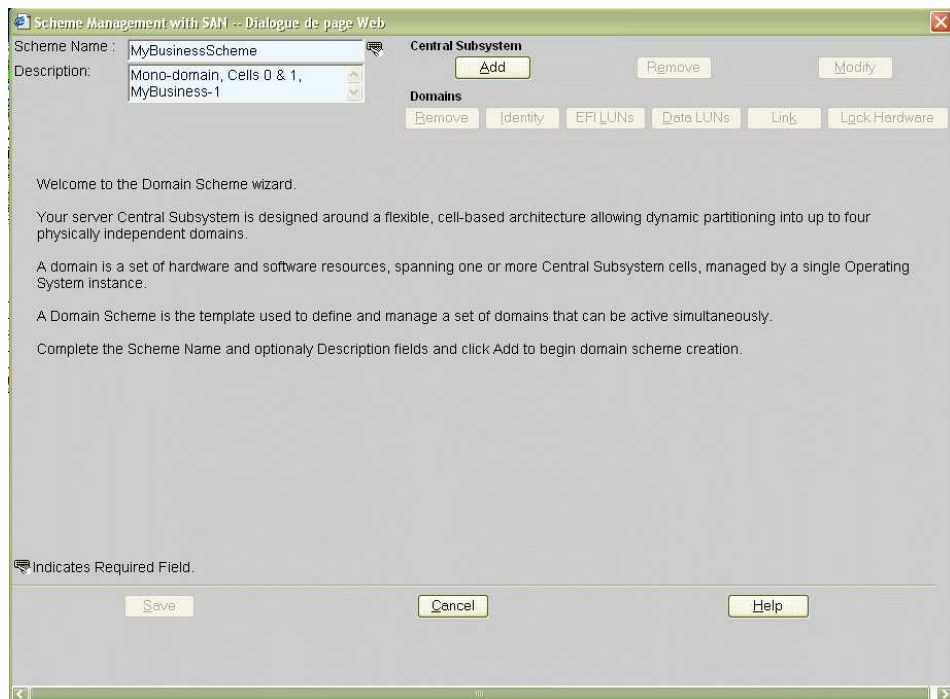 Scheme Management with SAN -- Dialogue de page Web
Scheme Name :
MyBusinessScheme
Description:
Mono-domain, Cells 0 & 1,
MyBusiness-1
Central Subsystem
Add
Remove
Modify
Domains
Remove
Identity
EFI LUNs
Data LUNs
Link
Lock Hardware
Welcome to the Domain Scheme wizard.
Your server Central Subsystem is designed around a flexible, cell-based architecture allowing dynamic partitioning into up to four
physically independent domains.
A domain is a set of hardware and software resources, spanning one or more Central Subsystem cells, managed by a single Operating
System instance.
A Domain Scheme is the template used to define and manage a set of domains that can be active simultaneously.
Complete the Scheme Name and optionaly Description fields and click Add to begin domain scheme creation.
Indicates Required Field.
Save
Cancel
Help